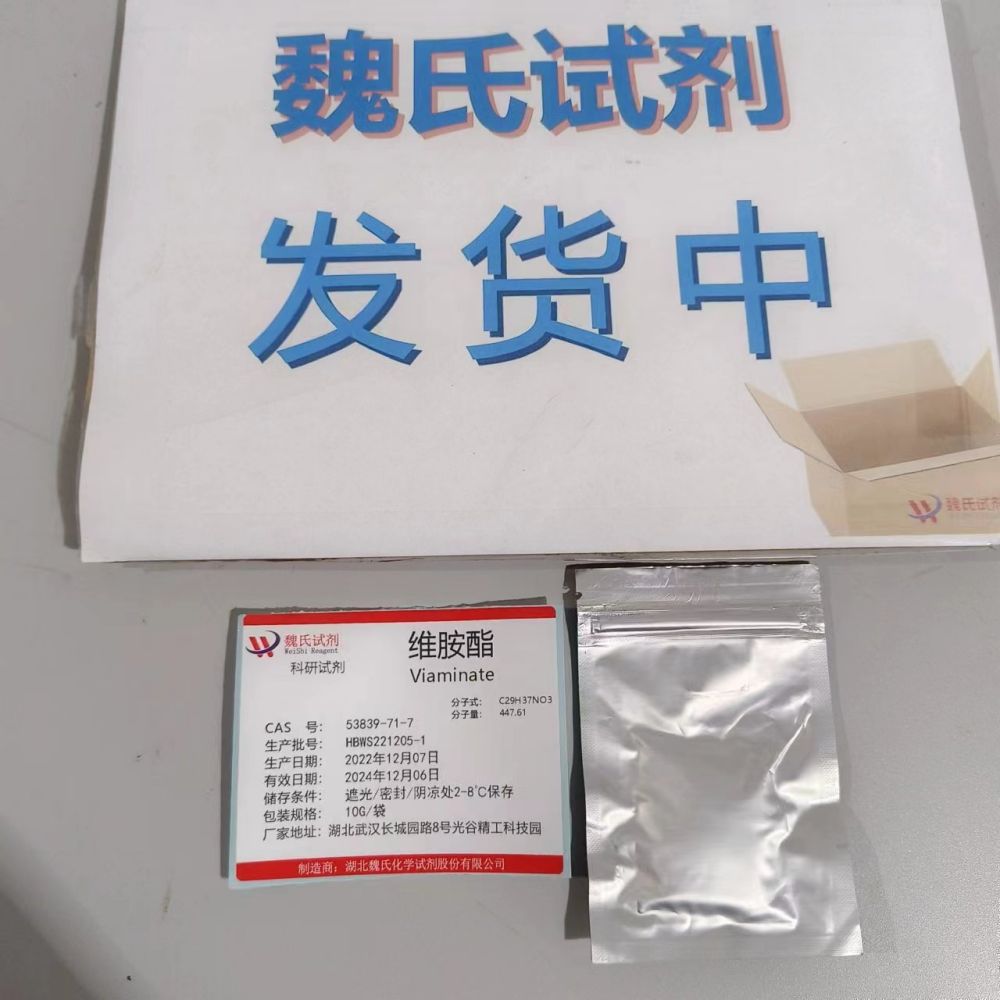 魏氏试剂
发货中
魏氏试剂
魏氏试剂
WeiShi Reagent
科研试剂
维胺酯
Viaminate
分子式： C29H37NO3
分子量： 447.61
CAS 号： 53839-71-7
生产批号： HBWS221205-1
生产日期： 2022年12月07日
有效日期： 2024年12月06日
储存条件： 遮光/密封/阴凉处2-8℃保存
包装规格： 10G/袋
厂家地址：湖北武汉长城园路8号光谷精工科技园
制造商：湖北魏氏化学试剂股份有限公司